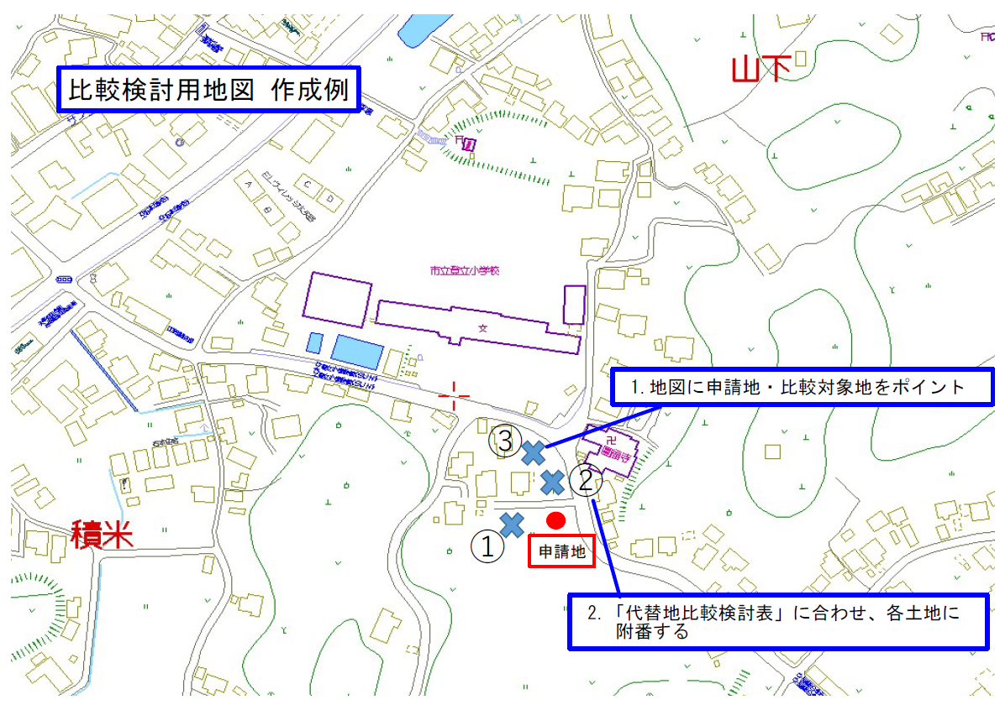 山下
比較検討用地図 作成例
A
C
B
D
市立登立小学校
文
1. 地図に申請地・比較対象地をポイント
③
卍
②
積米
①
申請地
2. 「代替地比較検討表」に合わせ、各土地に
附番する